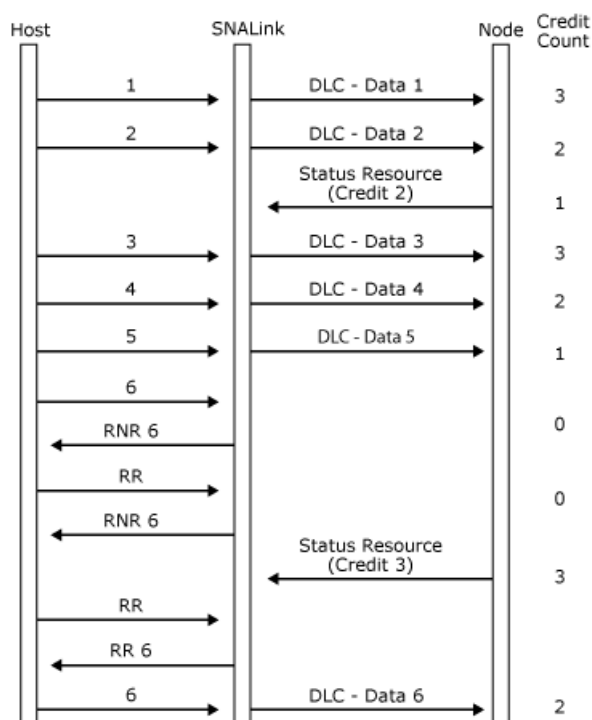 Host SNALink Node Credit Count
1 DLC - Data 1 3
2 DLC - Data 2 2
Status Resource
(Credit 2) 1
3 DLC - Data 3 3
4 DLC - Data 4 2
5 DLC - Data 5 1
6
0
RNR 6
RR
0
RNR 6
Status Resource
(Credit 3) 3
RR
RR 6
6 DLC - Data 6 2